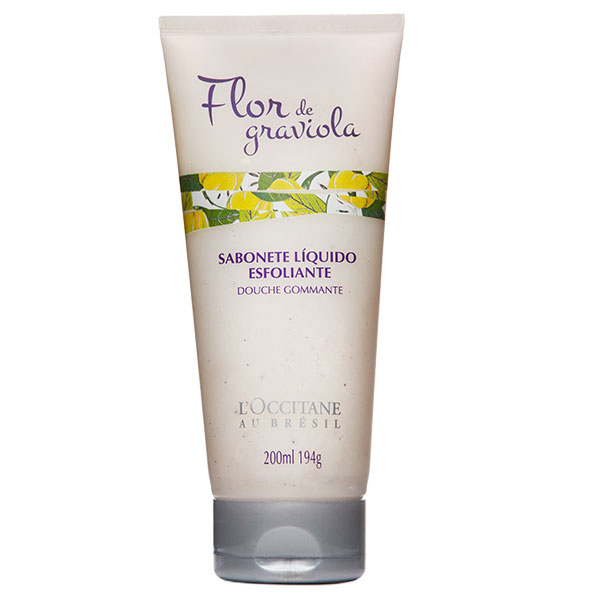 Flor de
graviola
SABONETE LÍQUIDO
ESFOLIANTE
DOUCHE GOMMANTE
L'OCCITANE
AU BRÉSIL
200ml 194g